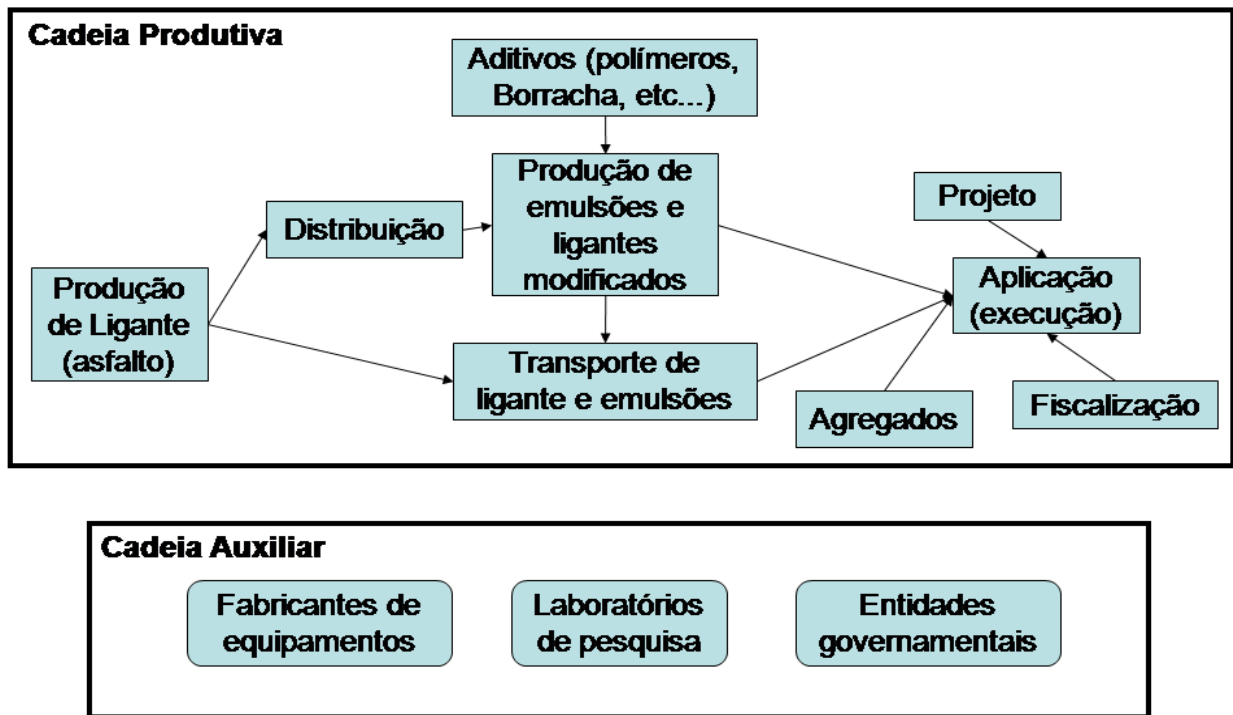 Cadeia Produtiva
Aditivos (polímeros,
Borracha, etc...)
Produção de
emulsões e
ligantes
modificados
Distribuição
Produção
de Ligante
(asfalto)
Transporte de
ligante e emulsões
Projeto
Aplicação
(execução)
Agregados
Fiscalização
Cadeia Auxiliar
Fabricantes de
equipamentos
Laboratórios
de pesquisa
Entidades
governamentais